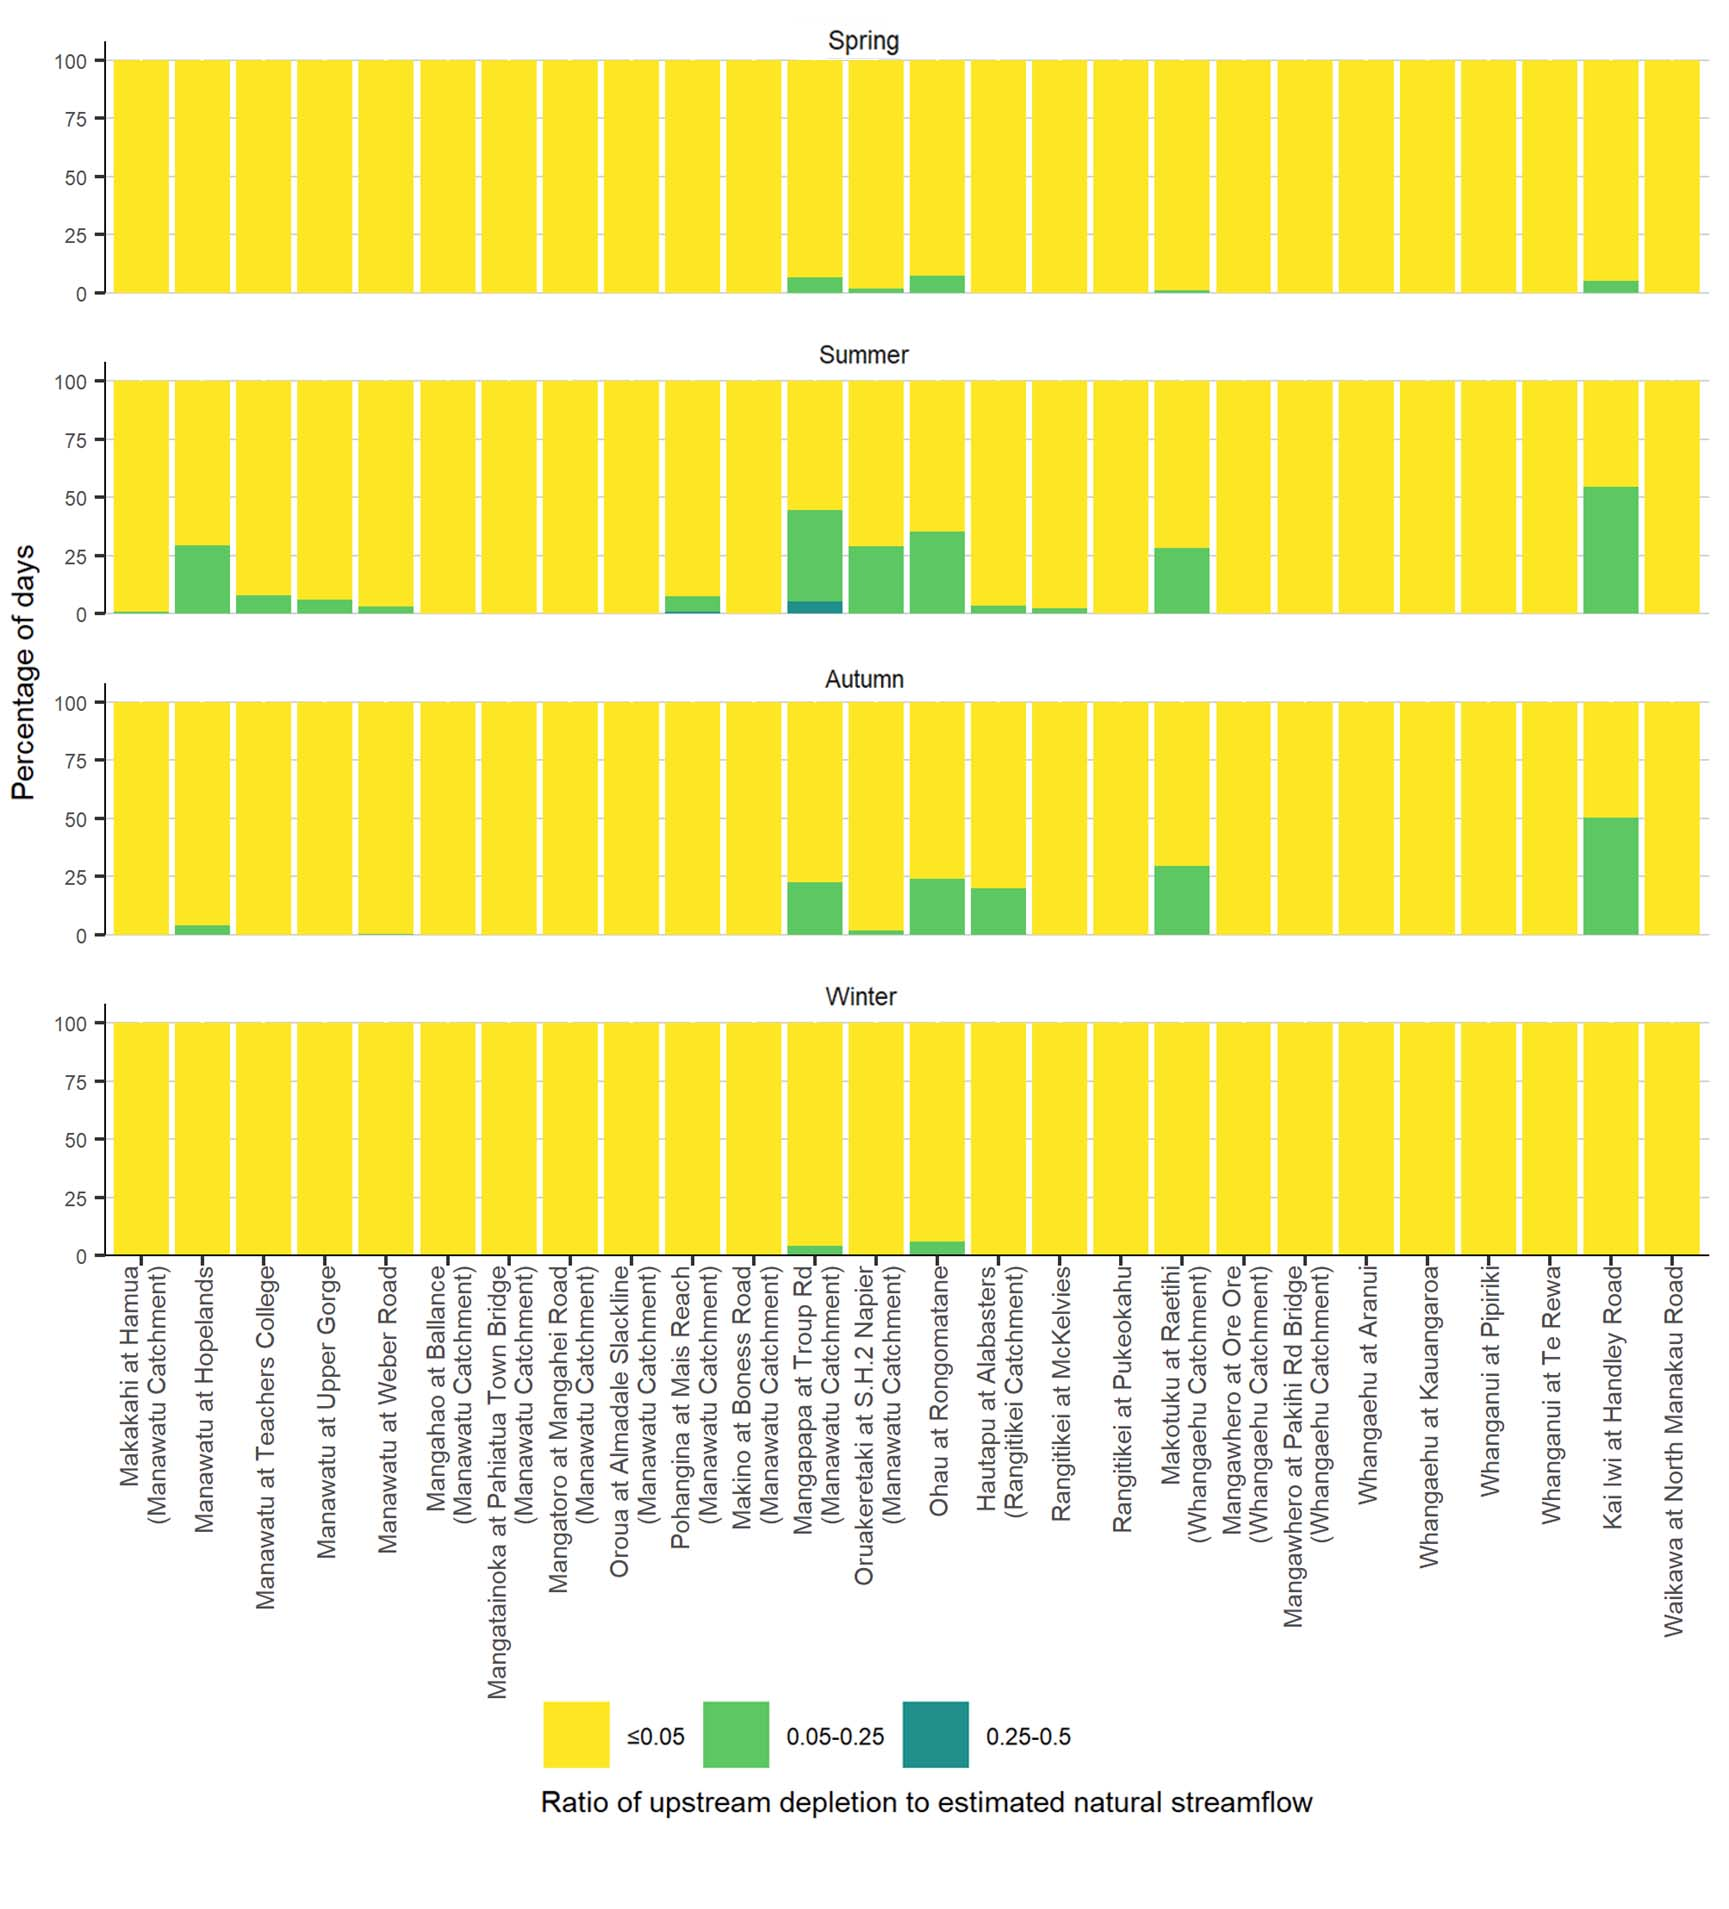 Spring
100
75
50
25
0
Summer
100
75
50
25
0
Autumn
100
75
50
25
0
Winter
100
75
50
25
0
Percentage of days
Makakahi at Hamua
(Manawatu Catchment)
Manawatu at Hopelands
Manawatu at Teachers College
Manawatu at Upper Gorge
Manawatu at Weber Road
Mangahao at Ballance
(Manawatu Catchment)
Mangatainoka at Pahiatua Town Bridge
(Manawatu Catchment)
Mangatoro at Mangahei Road
(Manawatu Catchment)
Oroua at Almadale Slackline
(Manawatu Catchment)
Pohangina at Mais Reach
(Manawatu Catchment)
Makino at Boness Road
(Manawatu Catchment)
Mangapapa at Troup Rd
(Manawatu Catchment)
Oruakeretaki at S.H.2 Napier
(Manawatu Catchment)
Ohau at Rongomatane
Hautapu at Alabasters
(Rangitikei Catchment)
Rangitikei at McKelvies
Rangitikei at Pukeokahu
Makotuku at Raetihi
(Whangaehu Catchment)
Mangawhero at Ore Ore
(Whangaehu Catchment)
Mangawhero at Pakihi Rd Bridge
(Whangaehu Catchment)
Whangaehu at Aranui
Whangaehu at Kauangaroa
Whanganui at Pipiriki
Whanganui at Te Rewa
Kai Iwi at Handley Road
Waikawa at North Manakau Road
≤0.05
0.05-0.25
0.25-0.5
Ratio of upstream depletion to estimated natural streamflow